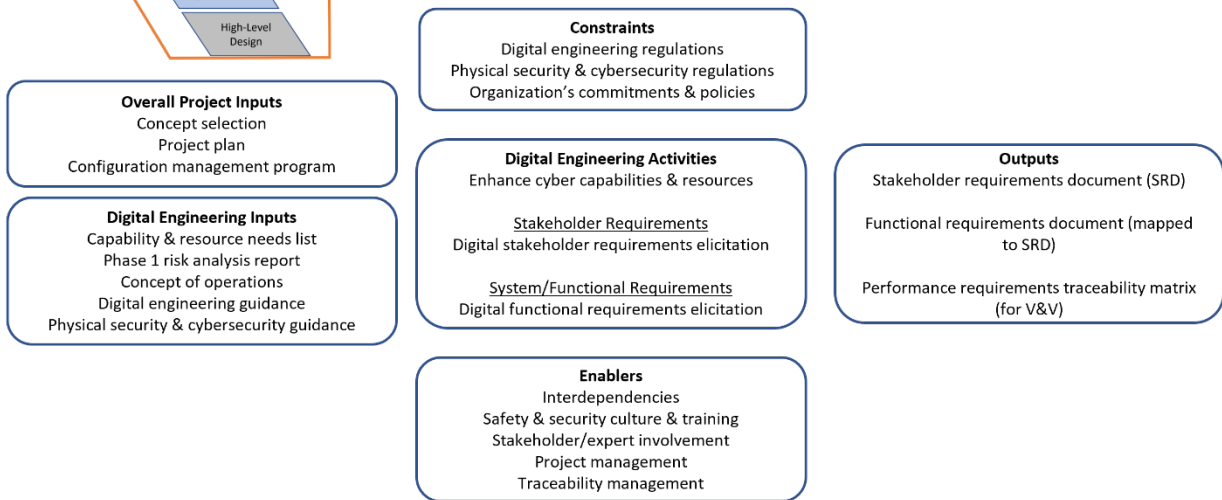 High-Level
Design
Constraints
Digital engineering regulations
Physical security & cybersecurity regulations
Organization's commitments & policies
Overall Project Inputs
Concept selection
Project plan
Configuration management program
Digital Engineering Inputs
Capability & resource needs list
Phase 1 risk analysis report
Concept of operations
Digital engineering guidance
Physical security & cybersecurity guidance
Digital Engineering Activities
Enhance cyber capabilities & resources
Stakeholder Requirements
Digital stakeholder requirements elicitation
System/Functional Requirements
Digital functional requirements elicitation
Outputs
Stakeholder requirements document (SRD)
Functional requirements document (mapped
to SRD)
Performance requirements traceability matrix
(for V&V)
Enablers
Interdependencies
Safety & security culture & training
Stakeholder/expert involvement
Project management
Traceability management